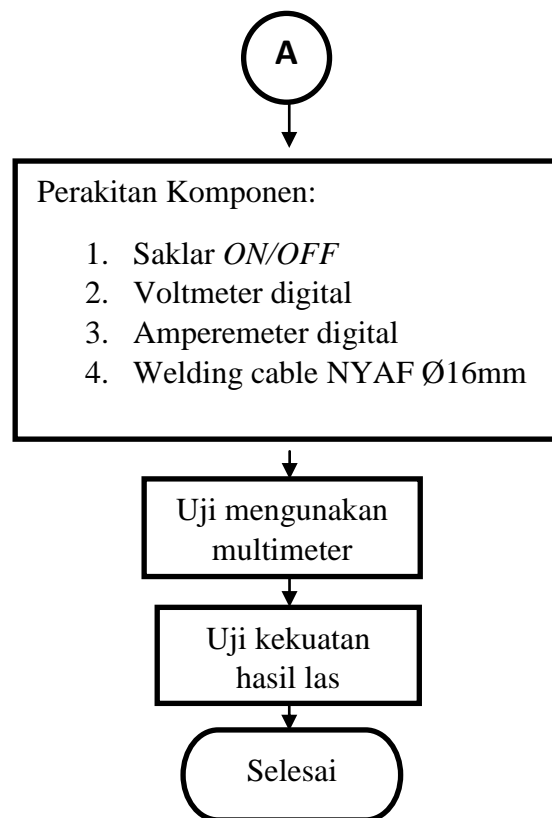 A
Perakitan Komponen:
1. Saklar ON/OFF
2. Voltmeter digital
3. Amperemeter digital
4. Welding cable NYAF Ø16mm
Uji mengunakan
multimeter
Uji kekuatan
hasil las
Selesai